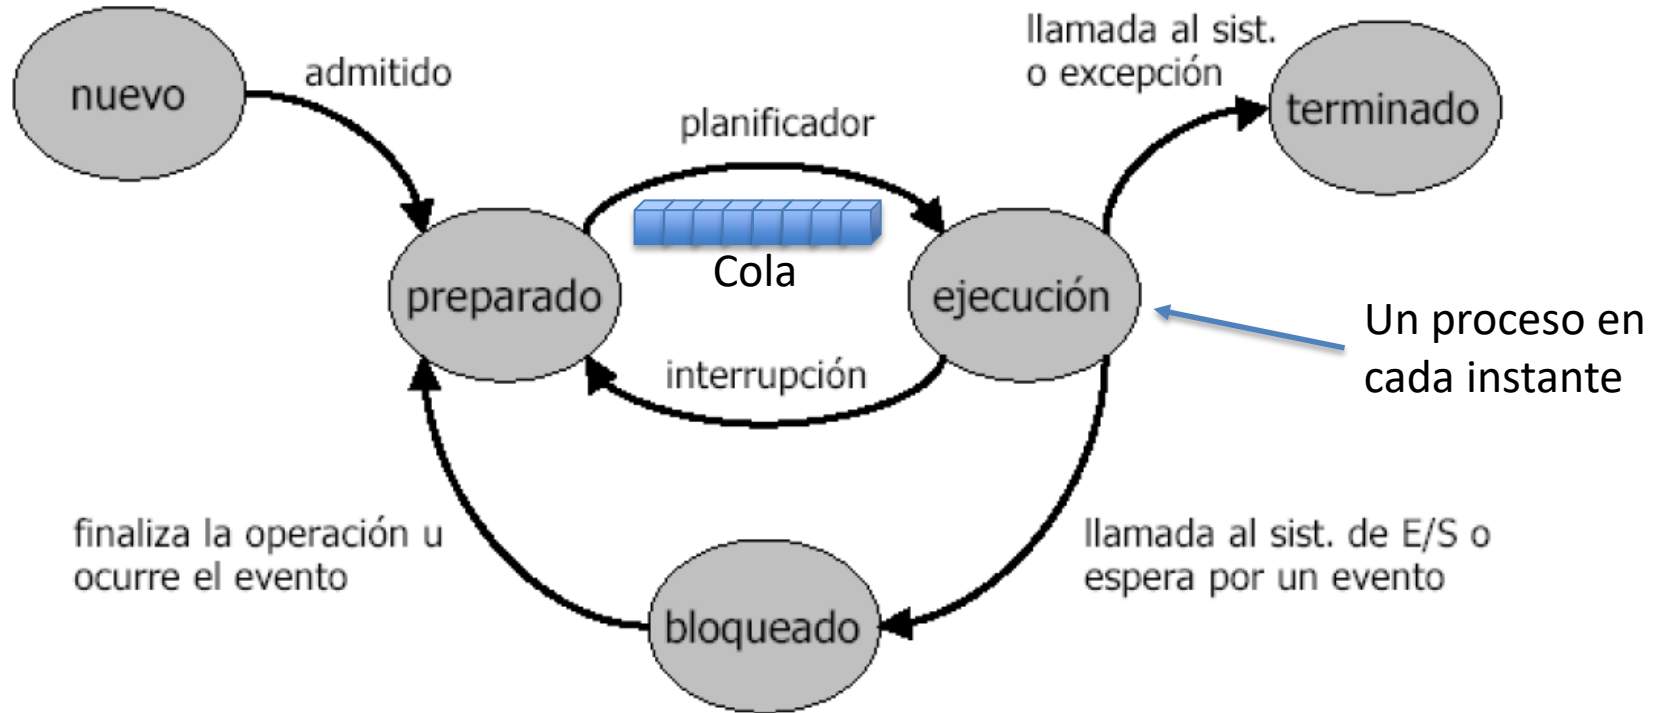 llamada al sist.
o excepción
nuevo
admitido
terminado
planificador
Cola
preparado
ejecución
Un proceso en
cada instante
interrupción
finaliza la operación u
ocurre el evento
llamada al sist. de E/S o
espera por un evento
bloqueado